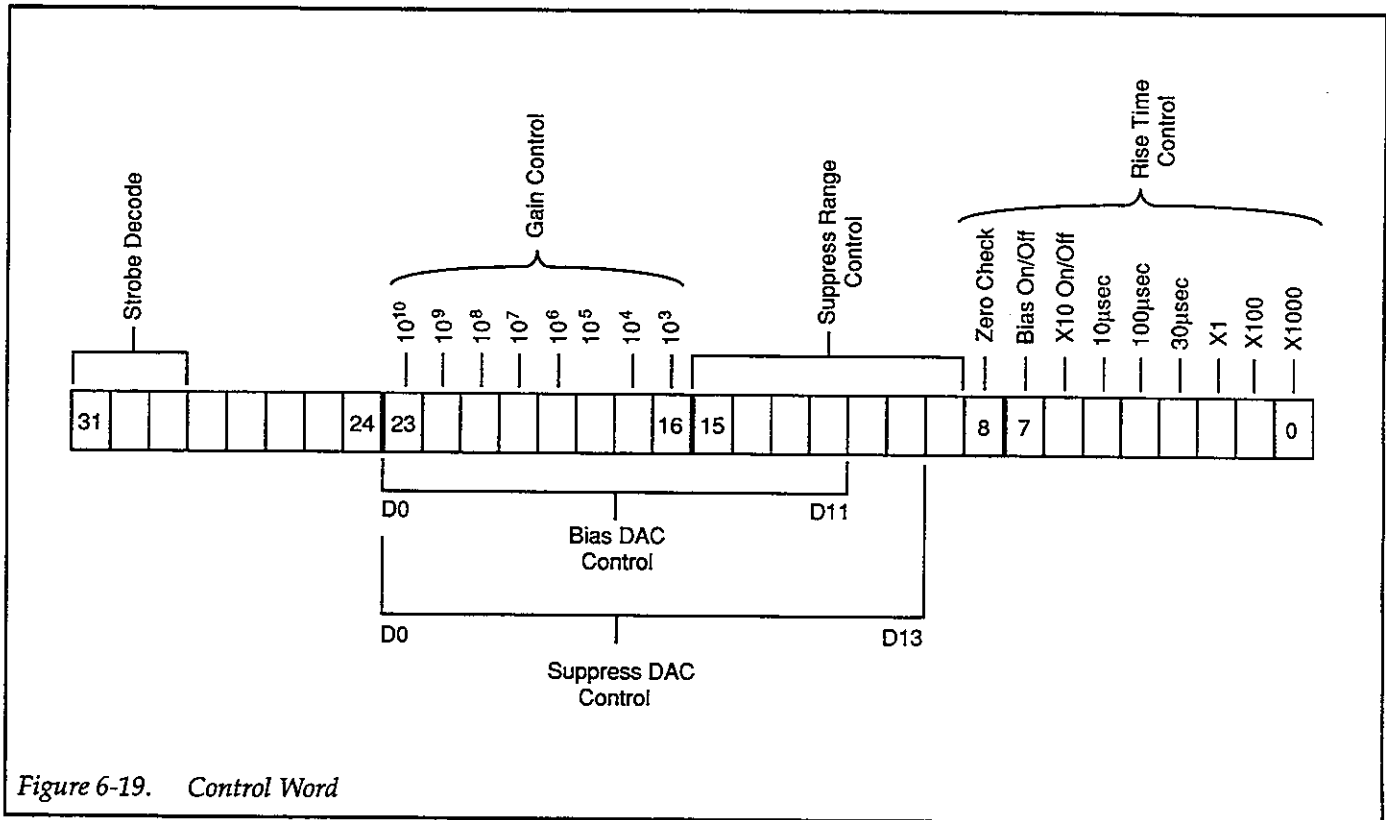 Strobe Decode
Gain Control
Suppress Range
Control
Rise Time
Control
10¹⁰
10⁹
10⁸
10⁷
10⁶
10⁵
10⁴
10³
Zero Check
Bias On/Off
X10 On/Off
10µsec
100µsec
30µsec
X1
X100
X1000
31 24 23 16 15 8 7 0
D0 D11
Bias DAC
Control
D0 D13
Suppress DAC
Control
Figure 6-19. Control Word